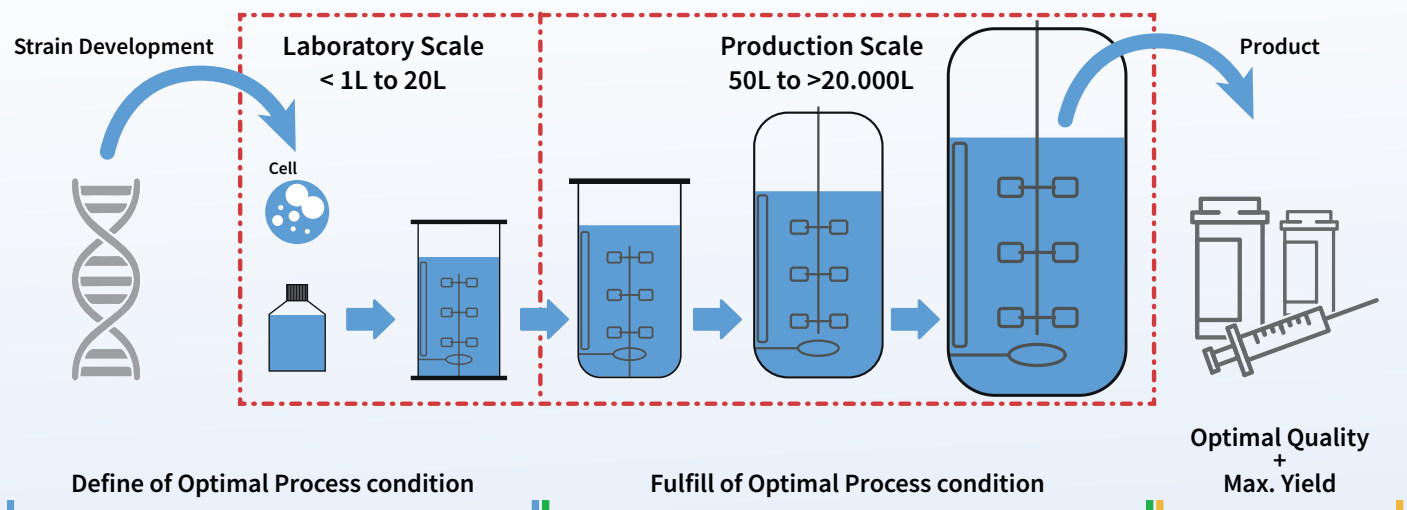 Strain Development
Laboratory Scale
< 1L to 20L
Production Scale
50L to >20.000L
Product
Cell
Optimal Quality
+
Max. Yield
Define of Optimal Process condition
Fulfill of Optimal Process condition